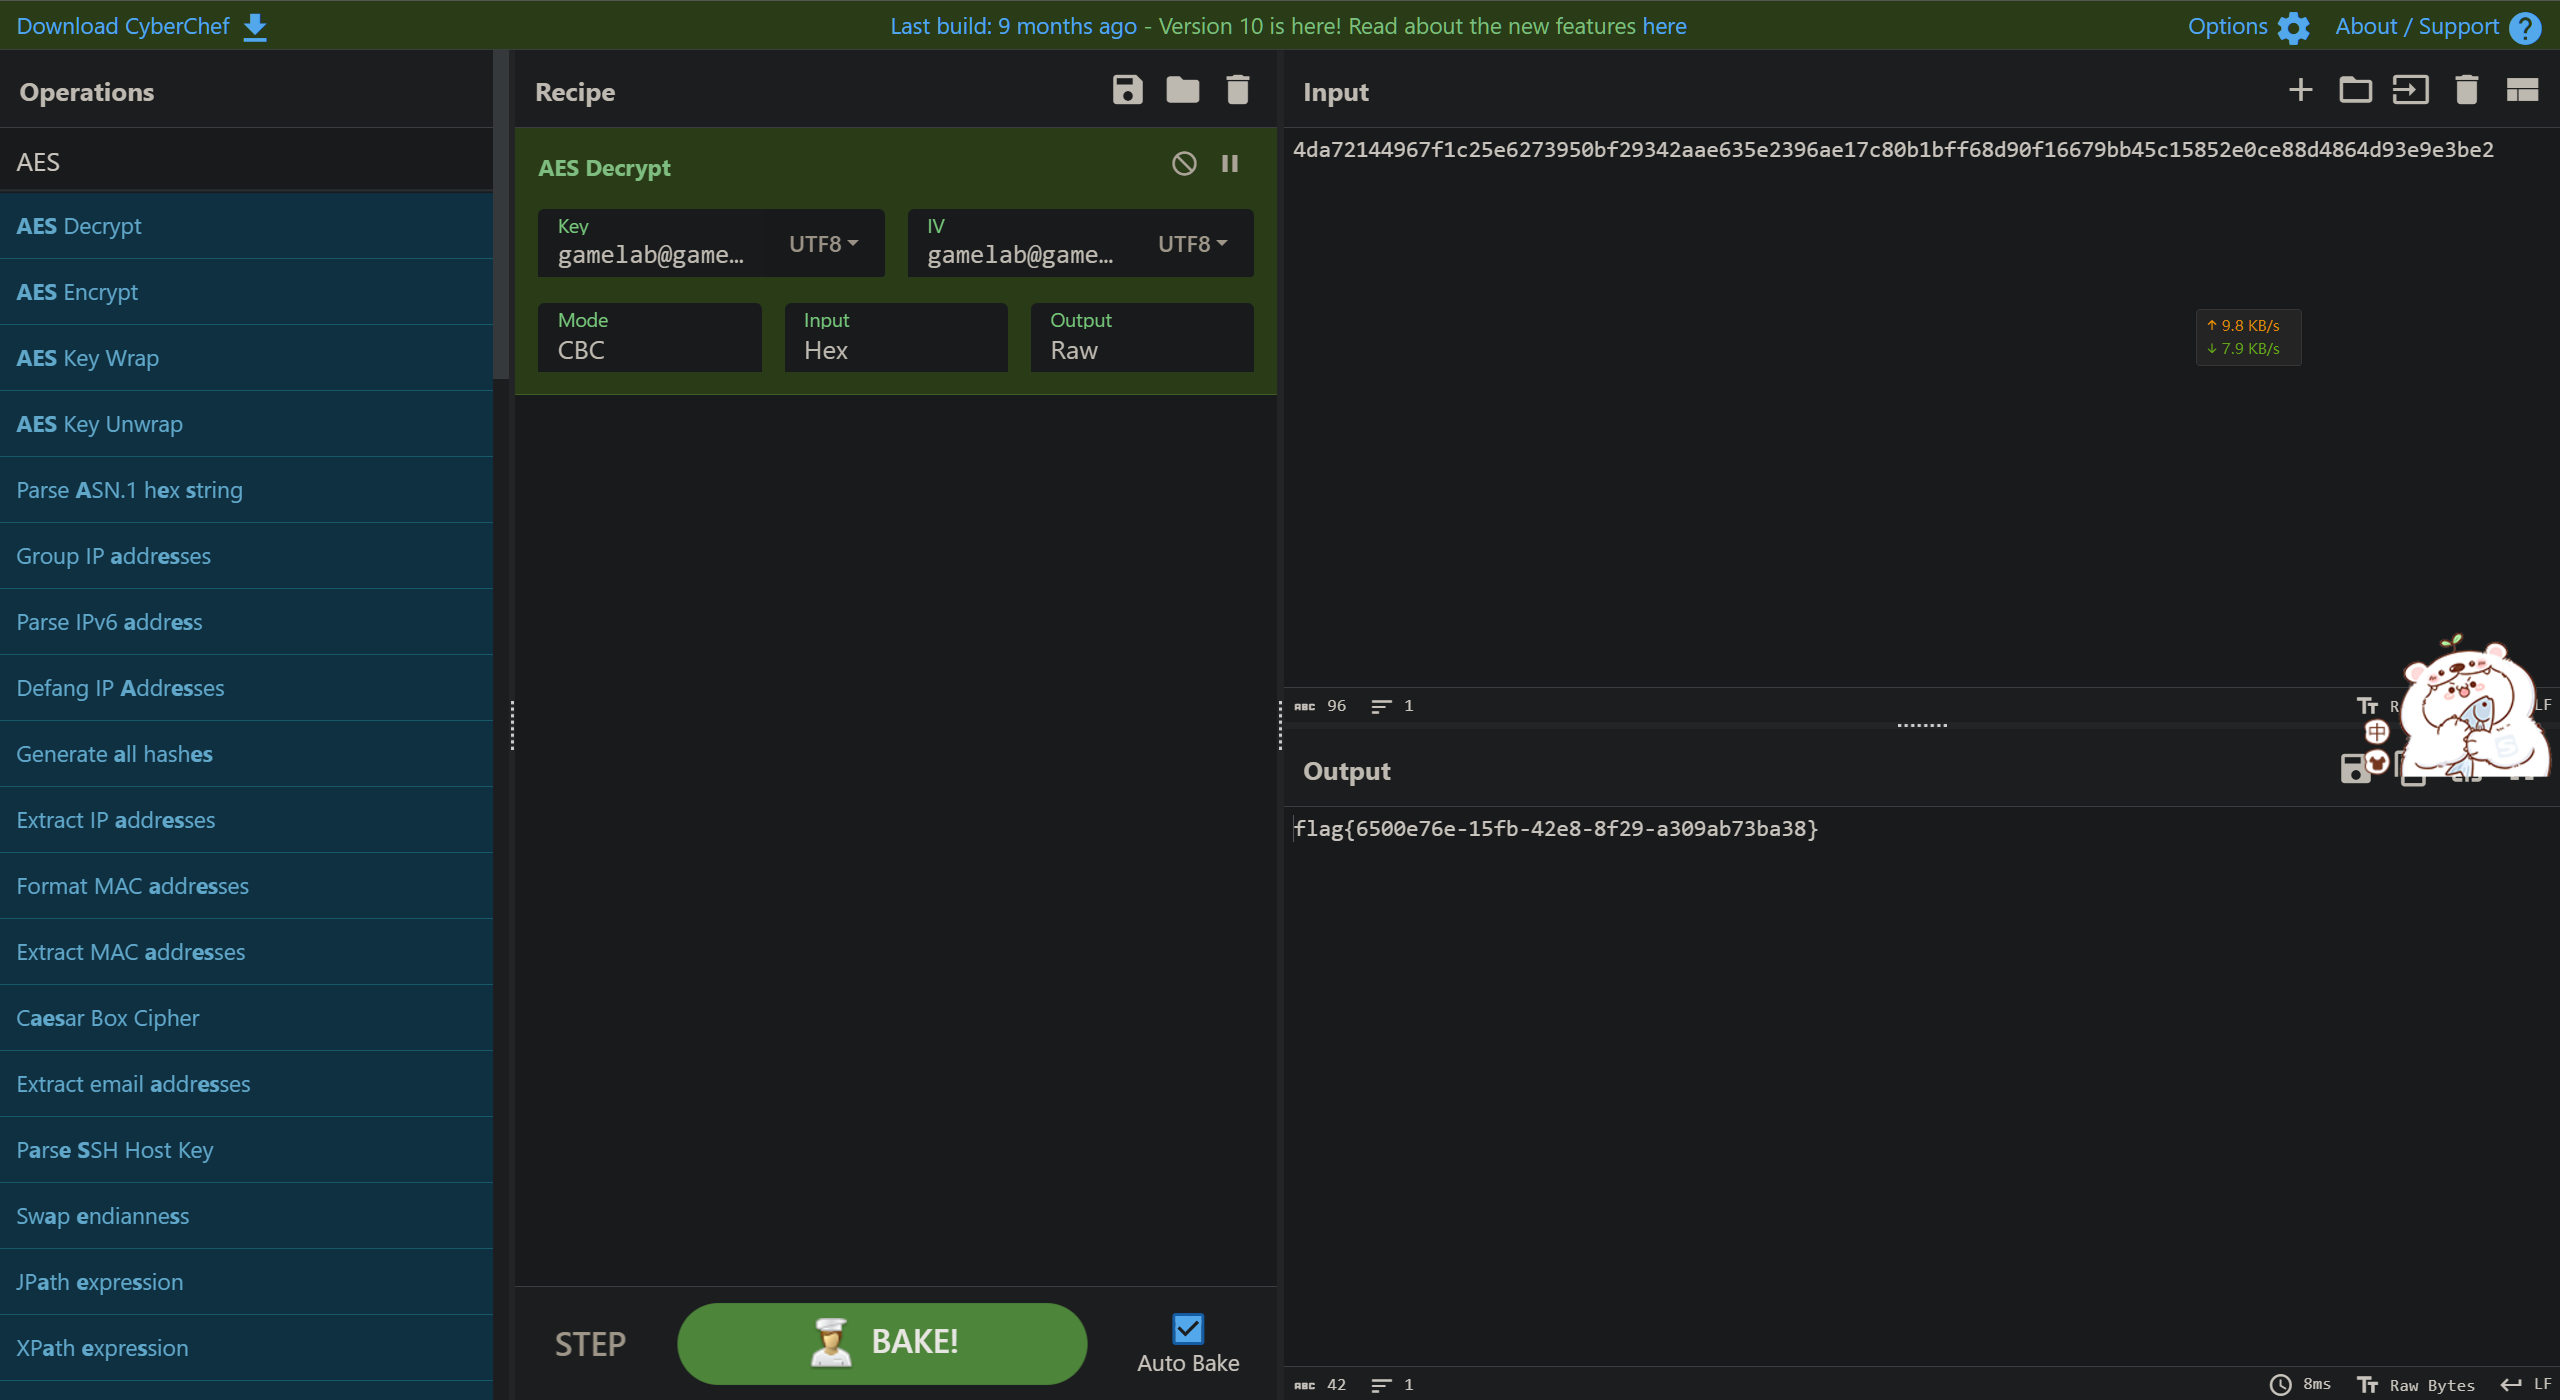 Download CyberChef
Last build: 9 months ago - Version 10 is here! Read about the new features here
Options
About / Support
Operations
AES
AES Decrypt
AES Encrypt
AES Key Wrap
AES Key Unwrap
Parse ASN.1 hex string
Group IP addresses
Parse IPv6 address
Defang IP Addresses
Generate all hashes
Extract IP addresses
Format MAC addresses
Extract MAC addresses
Caesar Box Cipher
Extract email addresses
Parse SSH Host Key
Swap endianness
JPath expression
XPath expression
Recipe
AES Decrypt
Key
gamelab@game…
UTF8
IV
gamelab@game…
UTF8
Mode
CBC
Input
Hex
Output
Raw
STEP
BAKE!
Auto Bake
Input
4da72144967f1c25e6273950bf29342aae635e2396ae17c80b1bff68d90f16679bb45c15852e0ce88d4864d93e9e3be2
↑ 9.8 KB/s
↓ 7.9 KB/s
ABC 96 1
Tт R
LF
中
Output
flag{6500e76e-15fb-42e8-8f29-a309ab73ba38}
ABC 42 1
8ms
Tт Raw Bytes
LF